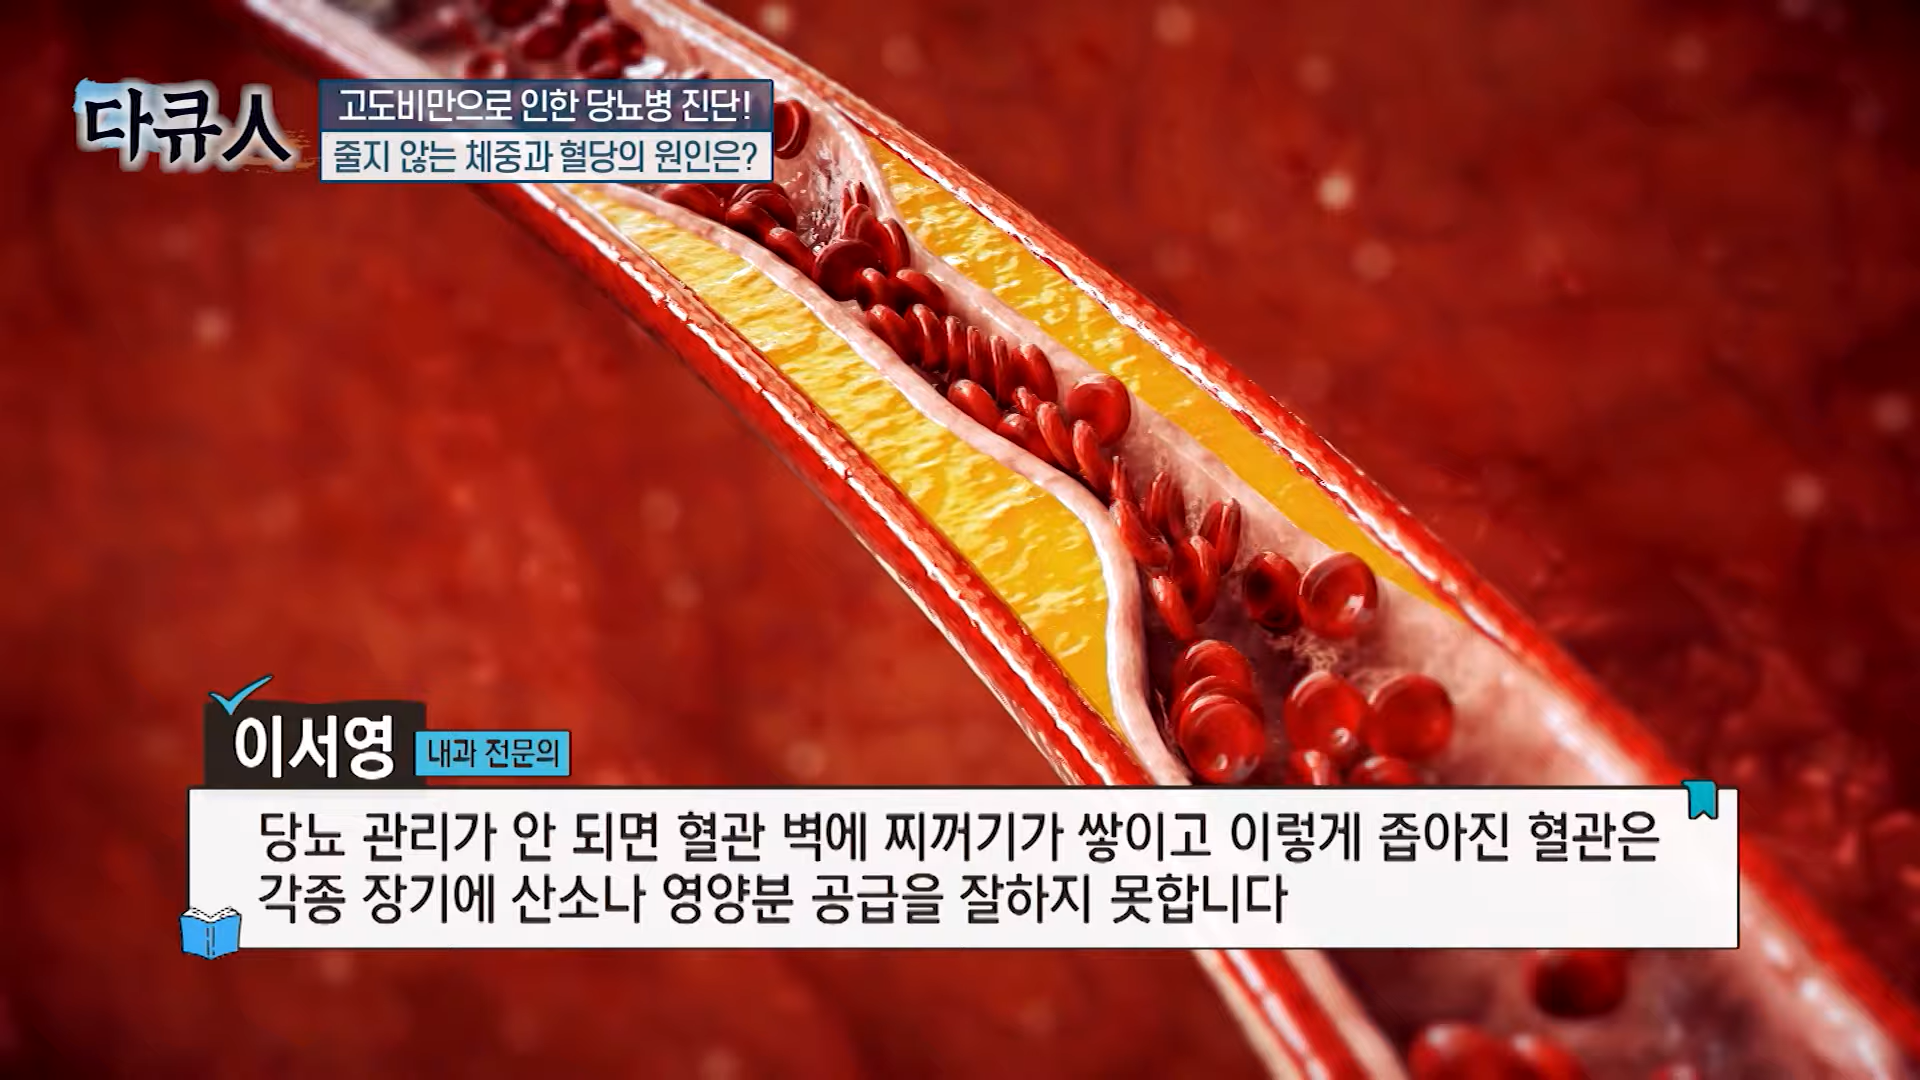 다큐人
고도비만으로 인한 당뇨병 진단!
줄지 않는 체중과 혈당의 원인은?
이서영
내과 전문의
당뇨 관리가 안 되면 혈관 벽에 찌꺼기가 쌓이고 이렇게 좁아진 혈관은
각종 장기에 산소나 영양분 공급을 잘하지 못합니다